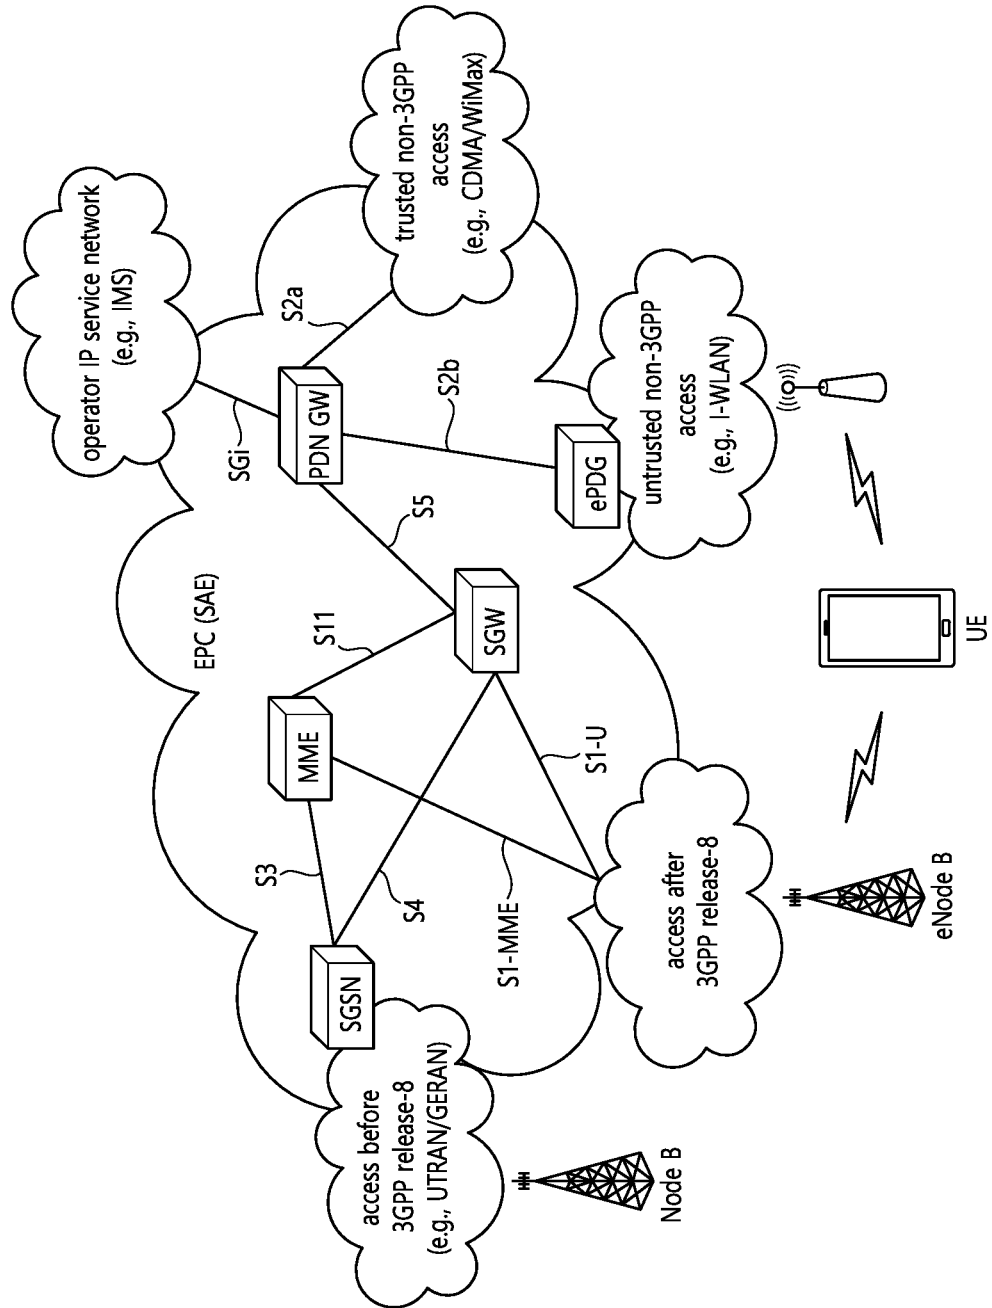 operator IP service network
(e.g., IMS)
trusted non-3GPP
access
(e.g., CDMA/WiMax)
EPC (SAE)
SGi
S2a
PDN GW
S2b
S5
S11
MME
SGW
ePDG
untrusted non-3GPP
access
(e.g., I-WLAN)
S3
S4
SGSN
S1-MME
S1-U
access before
3GPP release-8
(e.g., UTRAN/GERAN)
access after
3GPP release-8
Node B
eNode B
UE